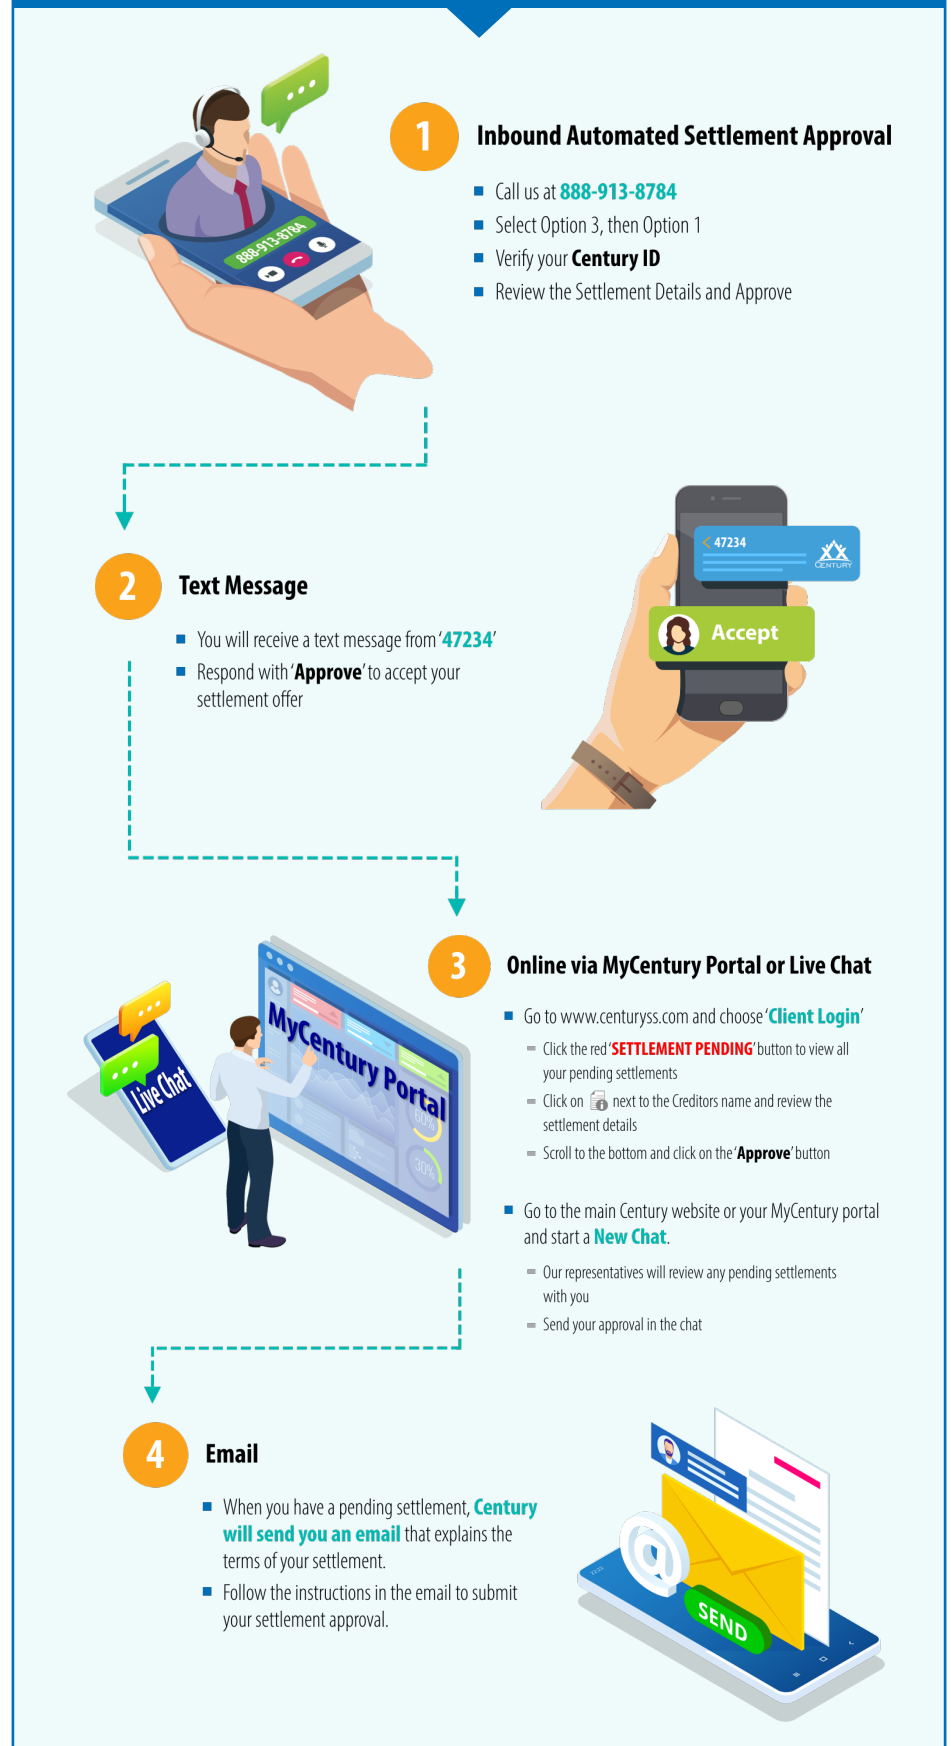 1
Inbound Automated Settlement Approval
Call us at 888-913-8784
Select Option 3, then Option 1
Verify your Century ID
Review the Settlement Details and Approve
888-913-8784
2
Text Message
You will receive a text message from ‘47234’
Respond with ‘Approve’ to accept your
settlement offer
< 47234
CENTURY
Accept
3
Online via MyCentury Portal or Live Chat
Go to www.centuryss.com and choose ‘Client Login’
Click the red ‘SETTLEMENT PENDING’ button to view all
your pending settlements
Click on next to the Creditors name and review the
settlement details
Scroll to the bottom and click on the ‘Approve’ button
Go to the main Century website or your MyCentury portal
and start a New Chat.
Our representatives will review any pending settlements
with you
Send your approval in the chat
MyCentury Portal
Live Chat
60%
30%
4
Email
When you have a pending settlement, Century
will send you an email that explains the
terms of your settlement.
Follow the instructions in the email to submit
your settlement approval.
@
SEND